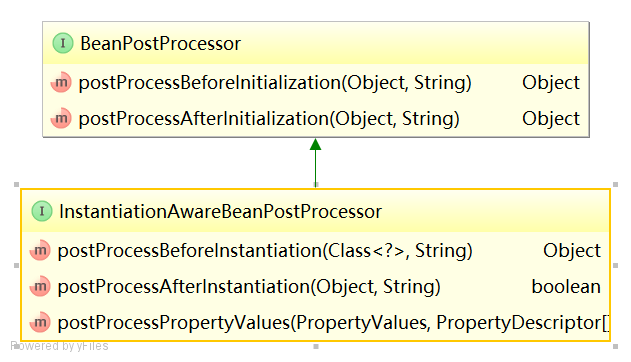 I BeanPostProcessor
m postProcessBeforeInitialization(Object, String) Object
m postProcessAfterInitialization(Object, String) Object
I InstantiationAwareBeanPostProcessor
m postProcessBeforeInstantiation(Class<?>, String) Object
m postProcessAfterInstantiation(Object, String) boolean
m postProcessPropertyValues(PropertyValues, PropertyDescriptor[]
Powered by yFiles